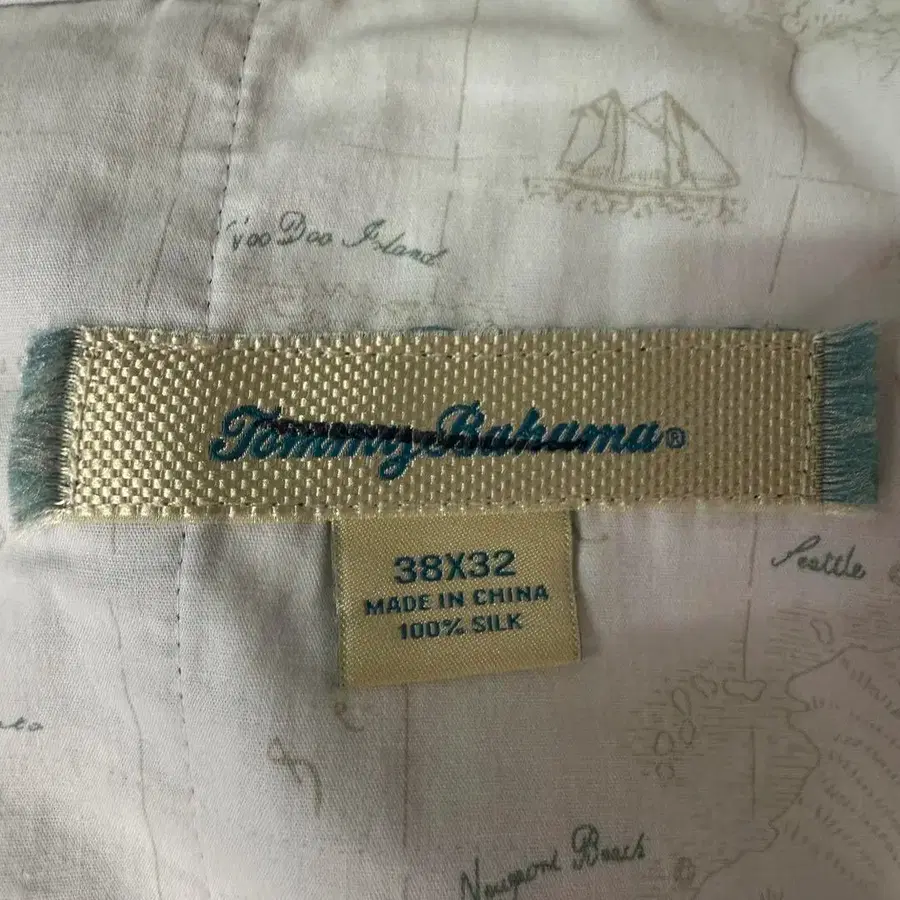 Voo Doo Island
Tommy Bahama®
38X32
MADE IN CHINA
100% SILK
Seattle
Newport Beach